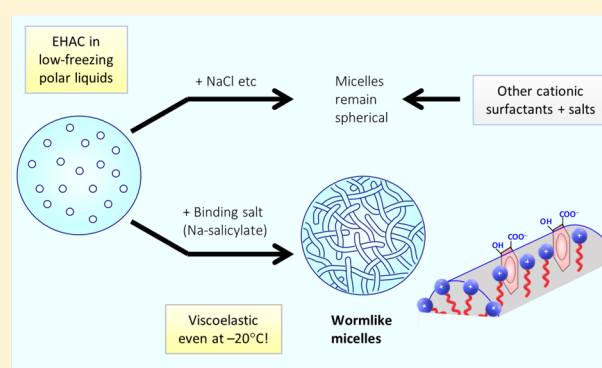 EHAC in
low-freezing
polar liquids
+ NaCl etc
Micelles
remain
spherical
Other cationic
surfactants + salts
+ Binding salt
(Na-salicylate)
OH COO⁻
OH COO⁻
+ + + +
+ + + + +
Viscoelastic
even at –20°C!
Wormlike
micelles